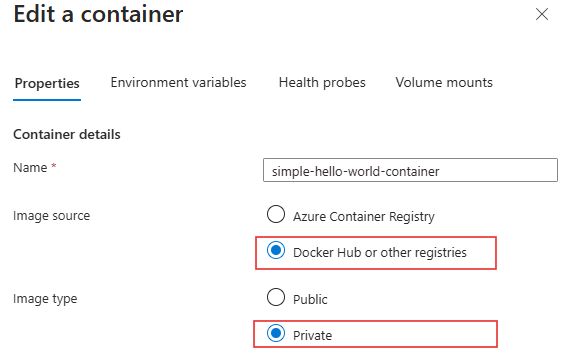 Edit a container
Properties Environment variables Health probes Volume mounts
Container details
Name * simple-hello-world-container
Image source Azure Container Registry
Docker Hub or other registries
Image type Public
Private